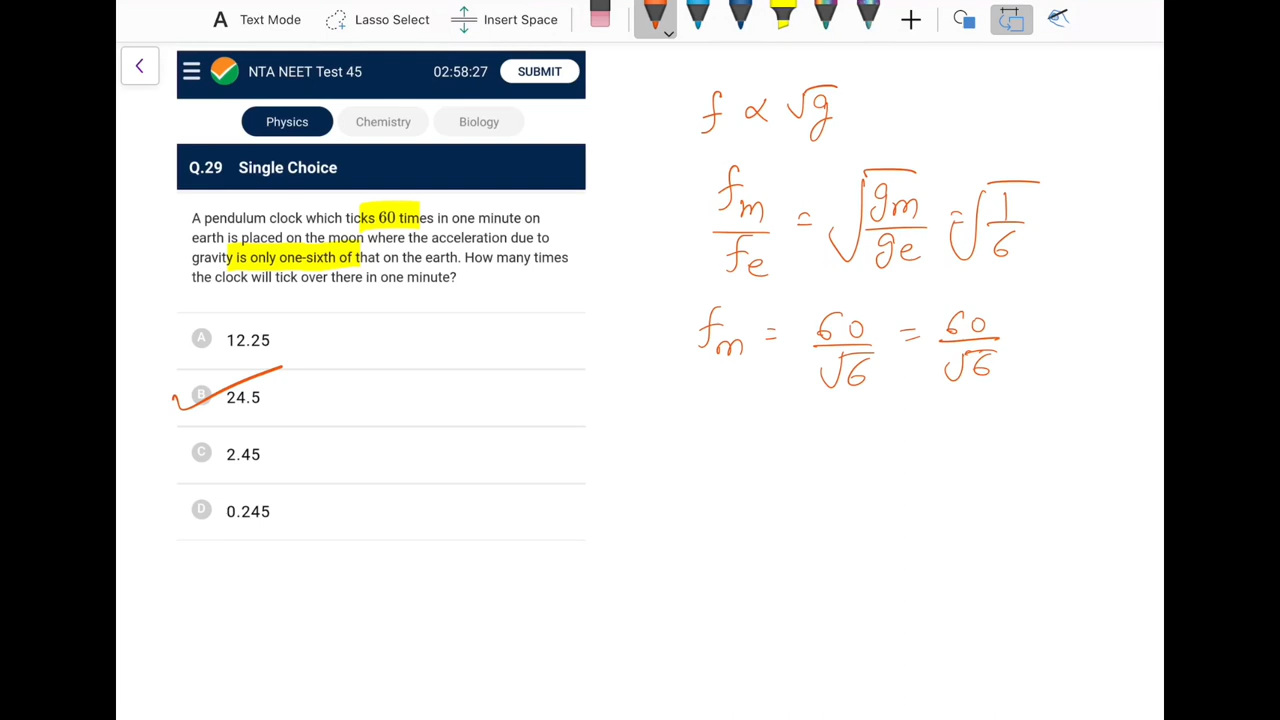 A Text Mode Lasso Select Insert Space
NTA NEET Test 45 02:58:27 SUBMIT
Physics Chemistry Biology
Q.29 Single Choice
A pendulum clock which ticks 60 times in one minute on
earth is placed on the moon where the acceleration due to
gravity is only one-sixth of that on the earth. How many times
the clock will tick over there in one minute?
A 12.25
B 24.5
C 2.45
D 0.245
f ∝ √g
fm/fe = √(gm/ge) = √(1/6)
fm = 60/√6 = 60/√6